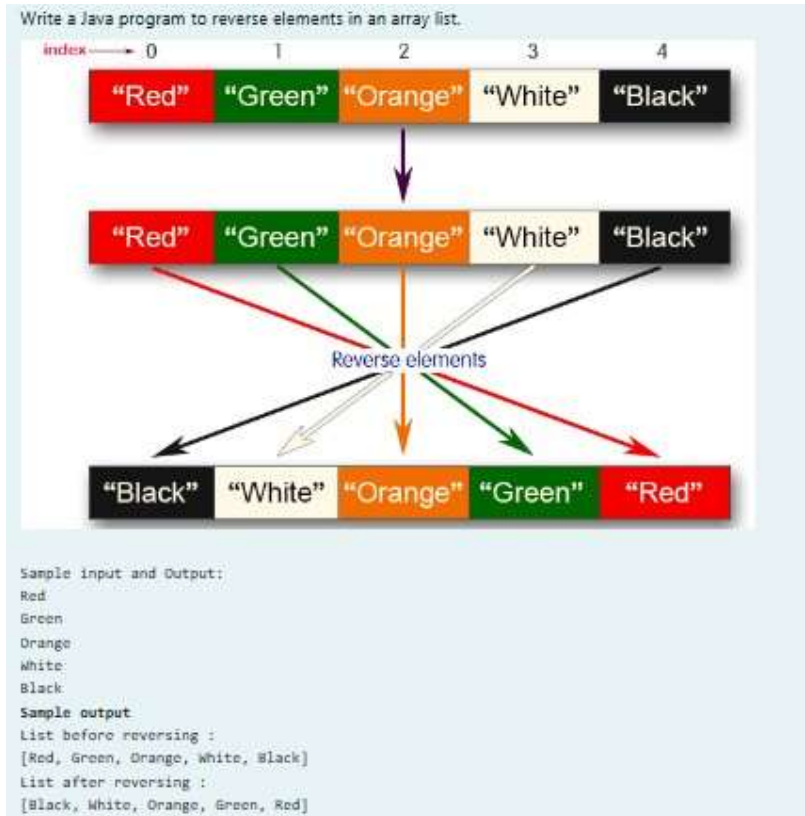 Write a Java program to reverse elements in an array list.
index 0 1 2 3 4
“Red” “Green” “Orange” “White” “Black”
“Red” “Green” “Orange” “White” “Black”
Reverse elements
“Black” “White” “Orange” “Green” “Red”
Sample input and Output:
Red
Green
Orange
White
Black
Sample output
List before reversing :
[Red, Green, Orange, White, Black]
List after reversing :
[Black, White, Orange, Green, Red]